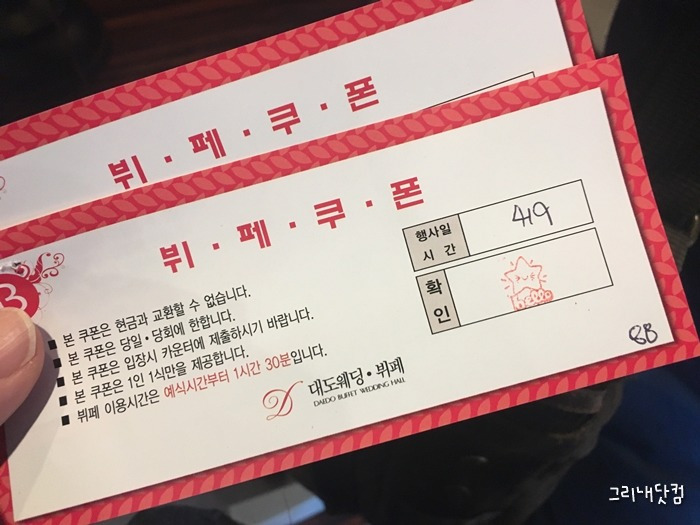 뷔·페·쿠·폰
뷔·페·쿠·폰
행사일
시 간
4/9
확
인
■ 본 쿠폰은 현금과 교환할 수 없습니다.
■ 본 쿠폰은 당일·당회에 한합니다.
■ 본 쿠폰은 입장시 카운터에 제출하시기 바랍니다.
■ 본 쿠폰은 1인 1식만을 제공합니다.
■ 뷔페 이용시간은 예식시간부터 1시간 30분입니다.
D 대도웨딩·뷔페
DAEDO BUFFET WEDDING HALL
그리내닷컴